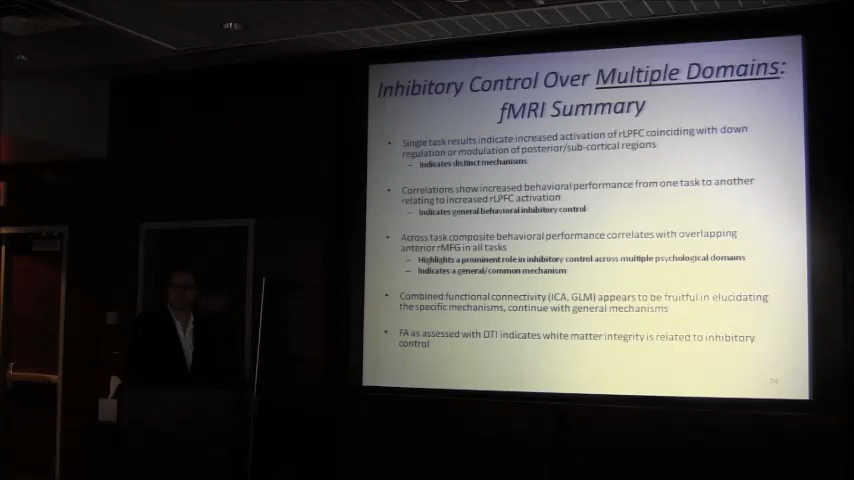 Inhibitory Control Over Multiple Domains:
fMRI Summary
• Single task results indicate increased activation of rLPFC coinciding with down
regulation or modulation of posterior/sub-cortical regions
– Indicates distinct mechanisms
• Correlations show increased behavioral performance from one task to another
relating to increased rLPFC activation
– Indicates general behavioral inhibitory control
• Across task composite behavioral performance correlates with overlapping
anterior rMFG in all tasks
– Highlights a prominent role in inhibitory control across multiple psychological domains
– Indicates a general/common mechanism
• Combined functional connectivity (ICA, GLM) appears to be fruitful in elucidating
the specific mechanisms, continue with general mechanisms
• FA as assessed with DTI indicates white matter integrity is related to inhibitory
control